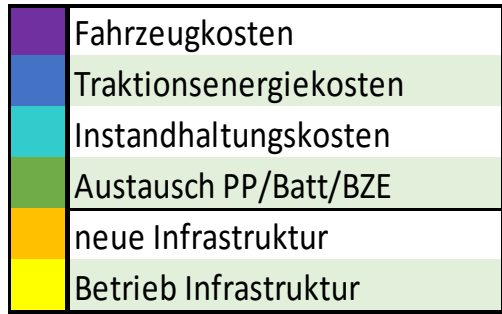 Fahrzeugkosten
Traktionsenergiekosten
Instandhaltungskosten
Austausch PP/Batt/BZE
neue Infrastruktur
Betrieb Infrastruktur